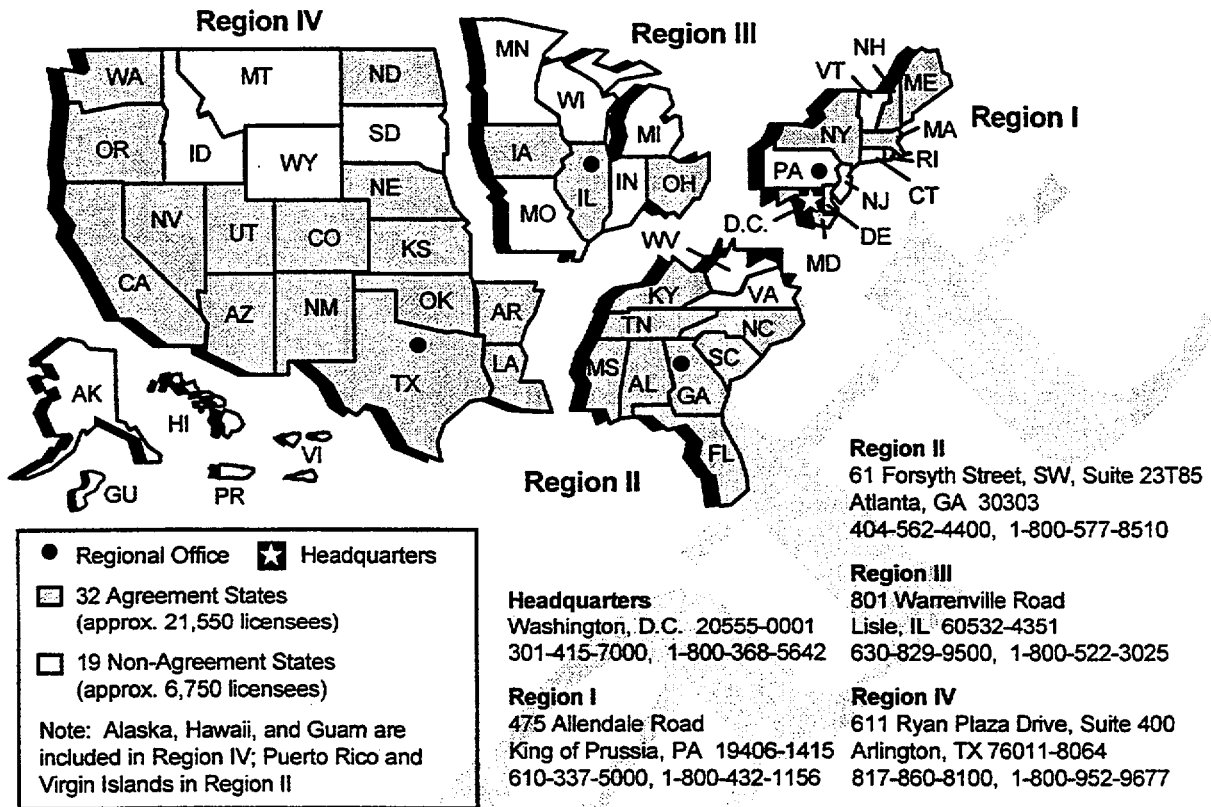 Region IV
Region III
Region I
MN
NH
VT
ME
WA
MT
ND
WI
MI
NY
MA
OR
ID
SD
WY
IA
IL
IN
OH
PA
RI
CT
NJ
NE
NV
UT
CO
KS
MO
D.C.
DE
WV
MD
CA
AZ
NM
OK
AR
KY
VA
TN
NC
SC
TX
LA
MS
AL
GA
FL
AK
HI
VI
GU
PR
Region II
Regional Office
Headquarters
32 Agreement States
(approx. 21,550 licensees)
19 Non-Agreement States
(approx. 6,750 licensees)
Note: Alaska, Hawaii, and Guam are
included in Region IV; Puerto Rico and
Virgin Islands in Region II
Headquarters
Washington, D.C. 20555-0001
301-415-7000, 1-800-368-5642
Region I
475 Allendale Road
King of Prussia, PA 19406-1415
610-337-5000, 1-800-432-1156
Region II
61 Forsyth Street, SW, Suite 23T85
Atlanta, GA 30303
404-562-4400, 1-800-577-8510
Region III
801 Warrenville Road
Lisle, IL 60532-4351
630-829-9500, 1-800-522-3025
Region IV
611 Ryan Plaza Drive, Suite 400
Arlington, TX 76011-8064
817-860-8100, 1-800-952-9677